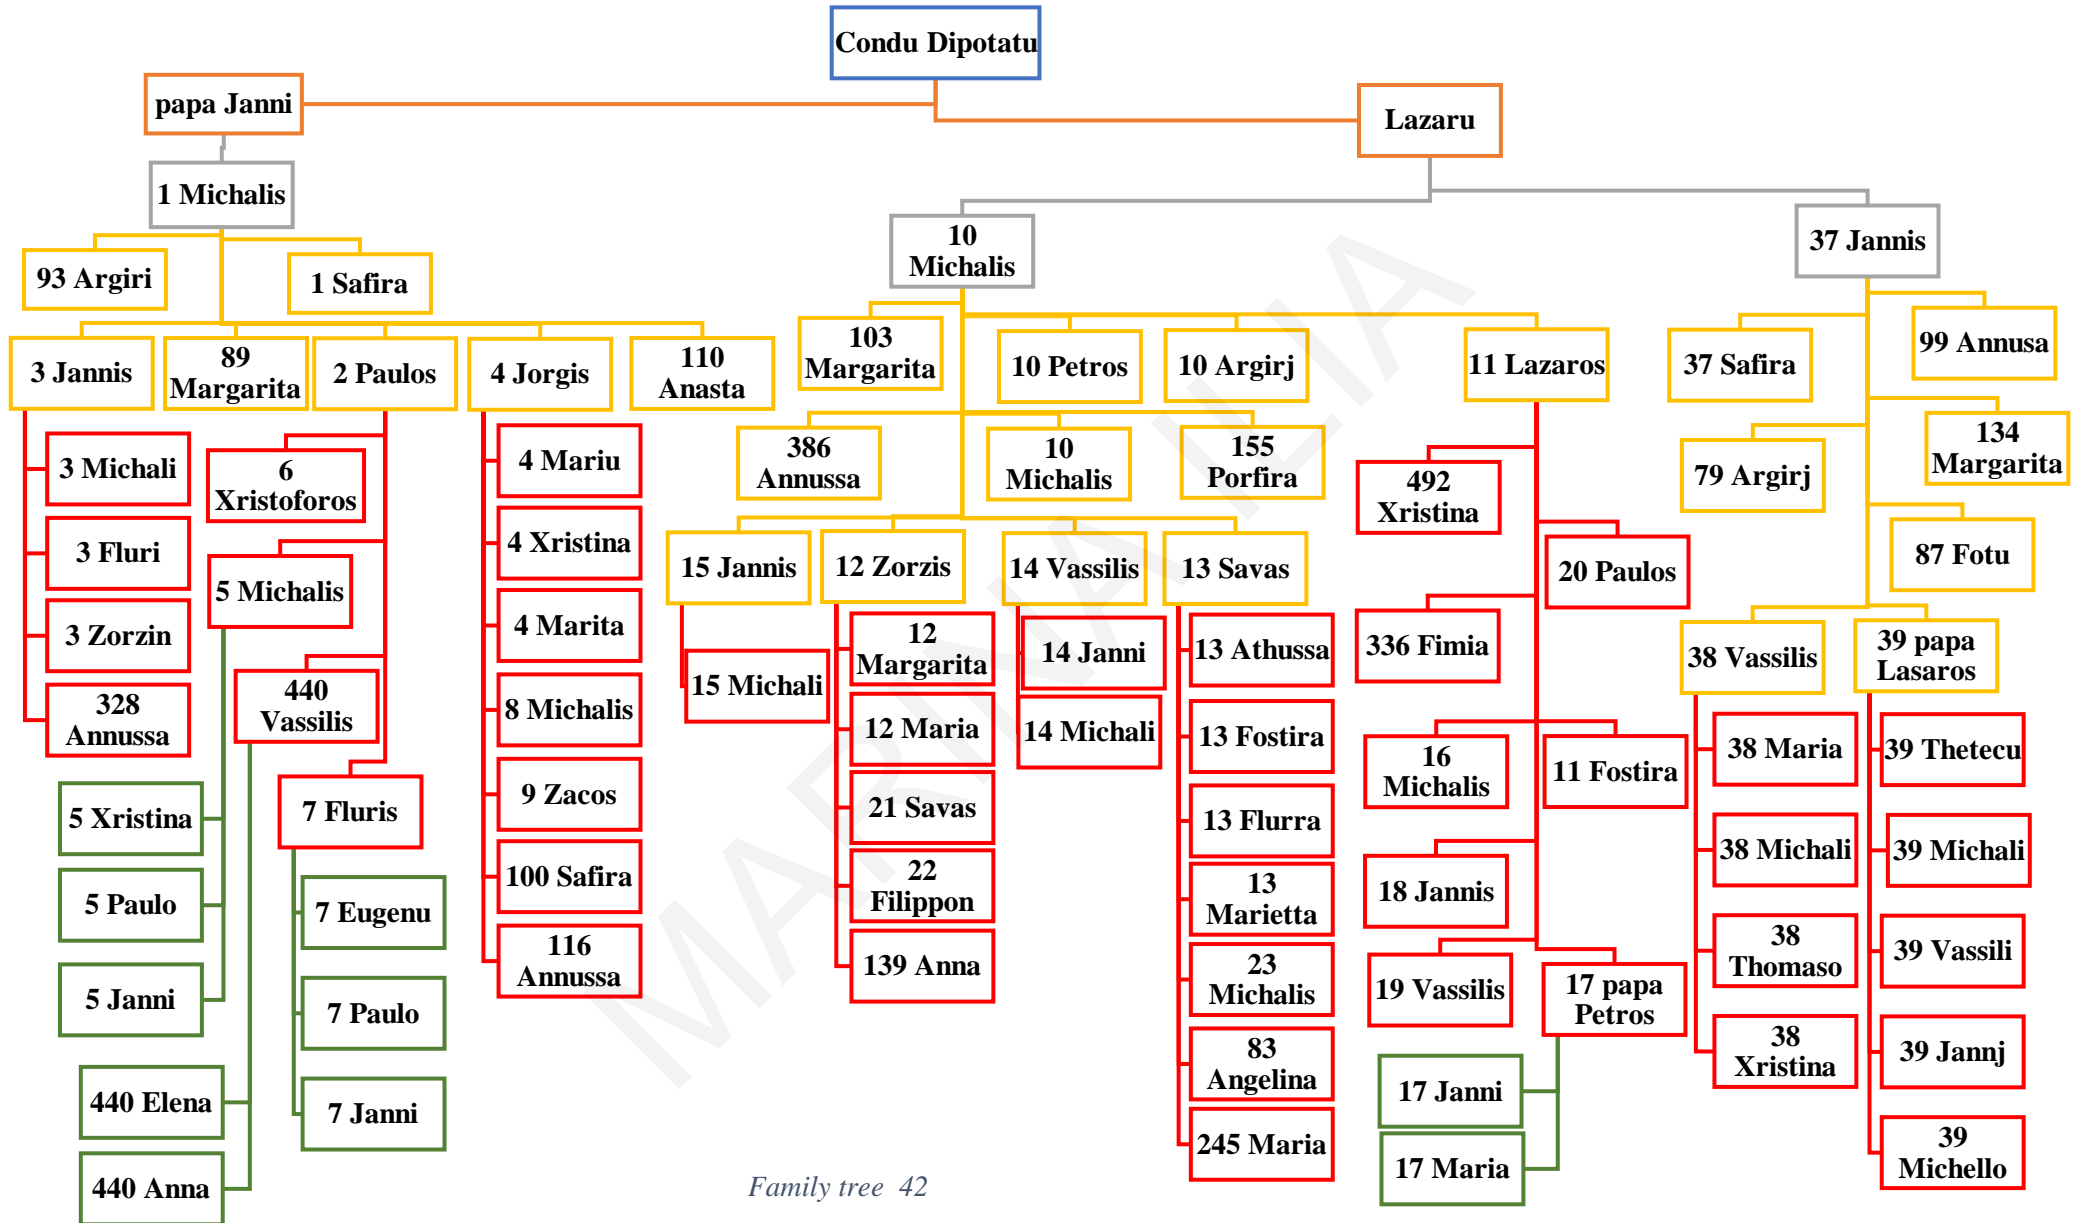 Condu Dipotatu
papa Janni
Lazaru
1 Michalis
10
Michalis
37 Jannis
93 Argiri
1 Safira
3 Jannis
89
Margarita
2 Paulos
4 Jorgis
110
Anasta
103
Margarita
10 Petros
10 Argirj
11 Lazaros
37 Safira
99 Annusa
386
Annussa
10
Michalis
155
Porfira
79 Argirj
134
Margarita
87 Fotu
15 Jannis
12 Zorzis
14 Vassilis
13 Savas
38 Vassilis
39 papa
Lasaros
3 Michali
3 Fluri
3 Zorzin
328
Annussa
6
Xristoforos
5 Michalis
440
Vassilis
7 Fluris
5 Xristina
5 Paulo
5 Janni
440 Elena
440 Anna
7 Eugenu
7 Paulo
7 Janni
4 Mariu
4 Xristina
4 Marita
8 Michalis
9 Zacos
100 Safira
116
Annussa
15 Michali
12
Margarita
12 Maria
21 Savas
22
Filippon
139 Anna
14 Janni
14 Michali
13 Athussa
13 Fostira
13 Flurra
13
Marietta
23
Michalis
83
Angelina
245 Maria
492
Xristina
20 Paulos
336 Fimia
16
Michalis
11 Fostira
18 Jannis
19 Vassilis
17 papa
Petros
17 Janni
17 Maria
38 Maria
38 Michali
38
Thomaso
38
Xristina
39 Thetecu
39 Michali
39 Vassili
39 Jannj
39
Michello
Family tree 42
MARINA ILIA